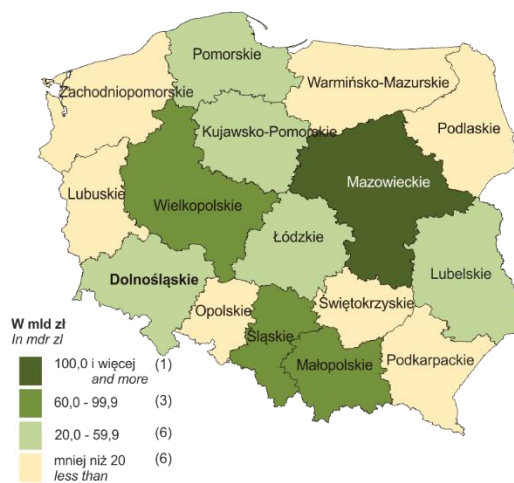 Pomorskie
Warmińsko-Mazurskie
Zachodniopomorskie
Kujawsko-Pomorskie
Podlaskie
Mazowieckie
Lubuskie
Wielkopolskie
Łódzkie
Lubelskie
Dolnośląskie
Opolskie
Świętokrzyskie
Śląskie
Małopolskie
Podkarpackie
W mld zł
In mdr zl
100,0 i więcej (1)
and more
60,0 - 99,9 (3)
20,0 - 59,9 (6)
mniej niż 20 (6)
less than